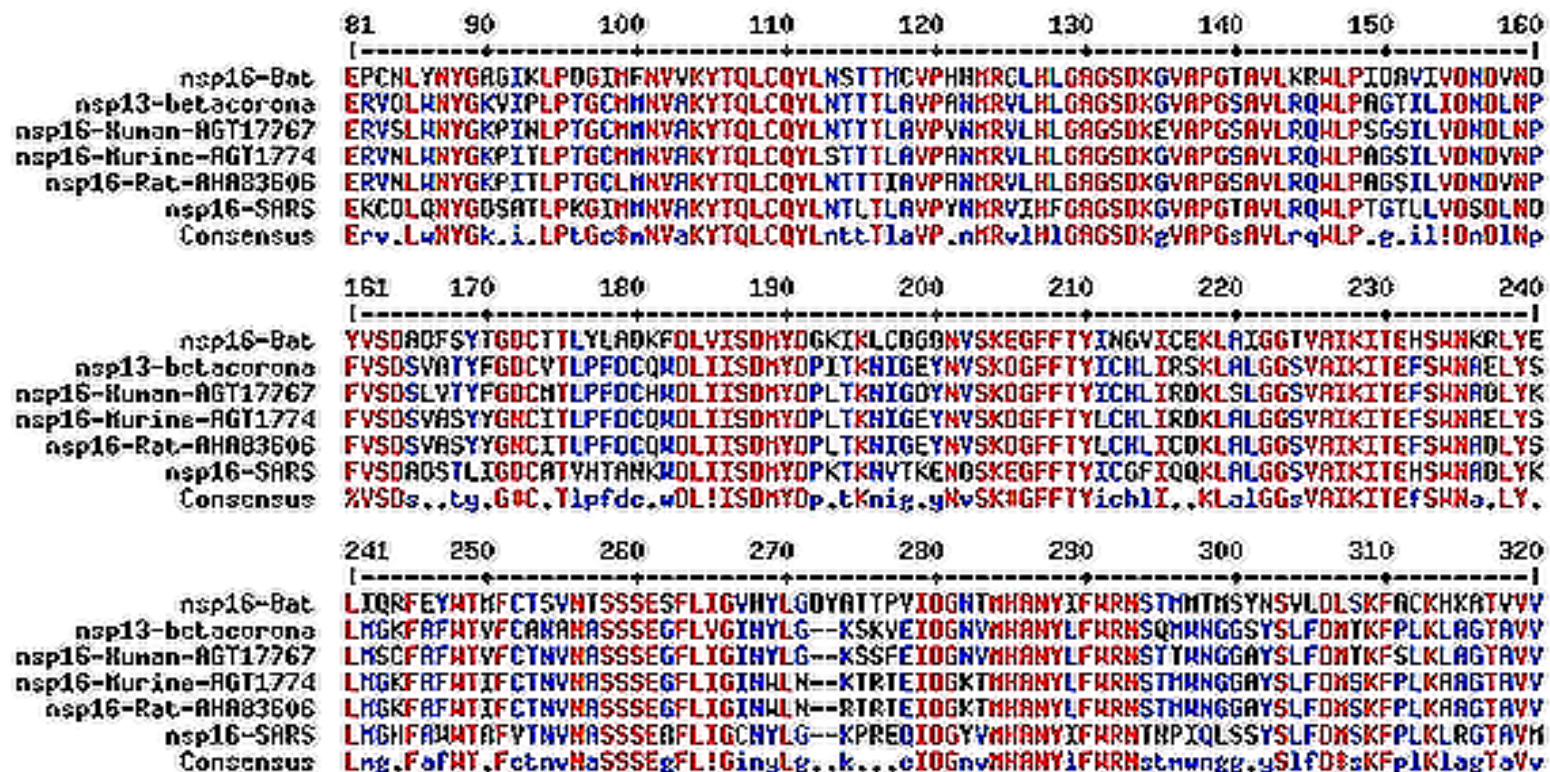 81 90 100 110 120 130 140 150 160
nsp16-Bat EPCNLYNYGAGIKLPDGIMFNVVKYTQLCQYLNSTTMCVPHHMRCLHLGAGSDKGVAPGTAVLKRWLPIDAVIVDNDVND
nsp13-betacorona ERVDLWNYGKVIPLPTGCMMNVAKYTQLCQYLNTTTLAVPANMRVLHLGAGSDKGVAPGSAVLRQWLPAGTILIDNDLNP
nsp16-Human-AGT17767 ERVSLWNYGKPINLPTGCMMNVAKYTQLCQYLNTTTLAVPVNMRVLHLGAGSDKEVAPGSAVLRQWLPSGSILVDNDLNP
nsp16-Murine-AGT1774 ERVNLWNYGKPITLPTGCMMNVAKYTQLCQYLSTTTLAVPANMRVLHLGAGSDKGVAPGSAVLRQWLPAGSILVDNDVNP
nsp16-Rat-AHA83606 ERVNLWNYGKPITLPTGCLMNVAKYTQLCQYLNTTTIAVPANMRVLHLGAGSDKGVAPGSAVLRQWLPAGSILVDNDVNP
nsp16-SARS EKCDLQNYGDSATLPKGIMMNVAKYTQLCQYLNTLTLAVPYNMRVIHFGAGSDKGVAPGTAVLRQWLPTGTLLVDSDLND
Consensus Erv.LwNYGk.i.LPtGc$mNVaKYTQLCQYLnttTlaVP.nMRvlHlGAGSDKgVAPGsAVLrqWLP.g.il!DnDlNp
161 170 180 190 200 210 220 230 240
nsp16-Bat YVSDADFSYTGDCTTLYLADKFDLVISDMYDGKIKLCDGDNVSKEGFFTYINGVICEKLAIGGTVAIKITEHSWNKRLYE
nsp13-betacorona FVSDSVATYFGDCVTLPFDCQWDLIISDMYDPITKNIGEYNVSKEGFFTYICHLIRSKLALGGSVAIKITEFSWNAELYS
nsp16-Human-AGT17767 FVSDSLVTYFGDCMTLPFDCHWDLIISDMYDPLTKNIGDYNVSKEGFFTYICHLIRDKLSLGGSVAIKITEFSWNADLYK
nsp16-Murine-AGT1774 FVSDSVASYYGNCITLPFDCQWDLIISDMYDPLTKNIGEYNVSKDGFFTYLCHLIRDKLALGGSVAIKITEFSWNAELYS
nsp16-Rat-AHA83606 FVSDSVASYYGNCITLPFDCQWDLIISDMYDPLTKNIGEYNVSKDGFFTYLCHLICDKLALGGSVAIKITEFSWNADLYS
nsp16-SARS FVSDADSTLIGDCATVHTANKWDLIISDMYDPKTKNVTKENDSKEGFFTYICGFIQQKLALGGSVAIKITEHSWNADLYK
Consensus %VSDs..ty.G#C.Tlpfdc.wDL!ISDMYDp.tKnig.yNvSK#GFFTYichlI..KLalGGsVAIKITEfSWNa.LY.
241 250 260 270 280 290 300 310 320
nsp16-Bat LIQRFEYWTMFCTSVNTSSSESFLIGVHYLGDYATTPVIDGNTMHANYIFWRNSTMMTMSYNSVLDLSKFACKHKATVVV
nsp13-betacorona LMGKFAFWTVFCANANASSSEGFLVGINYLG--KSKVEIDGNVMHANYLFWRNSQMWNGGSYSLFDMTKFPLKLAGTAVV
nsp16-Human-AGT17767 LMSCFAFWTVFCTNVNASSSEGFLIGINYLG--KSSFEIDGNVMHANYLFWRNSTTWNGGAYSLFDMTKFSLKLAGTAVV
nsp16-Murine-AGT1774 LMGKFAFWTIFCTNVNASSSEGFLIGINWLN--KTRTEIDGKTMHANYLFWRNSTMWNGGAYSLFDMSKFPLKAAGTAVV
nsp16-Rat-AHA83606 LMGKFAFWTIFCTNVNASSSEGFLIGINWLN--RTRTEIDGKTMHANYLFWRNSTMWNGGAYSLFDMSKFPLKAAGTAVV
nsp16-SARS LMGHFAWWTAFVTNVNASSSEAFLIGCNYLG--KPREQIDGYVMHANYIFWRNTNPIQLSSYSLFDMSKFPLKLRGTAVM
Consensus Lmg.FafWT.FctnvNaSSSEgFL!GinyLg..k...eIDGnvMHANYlFWRNstmwngg.ySlfD$sKFplKlagTaVv